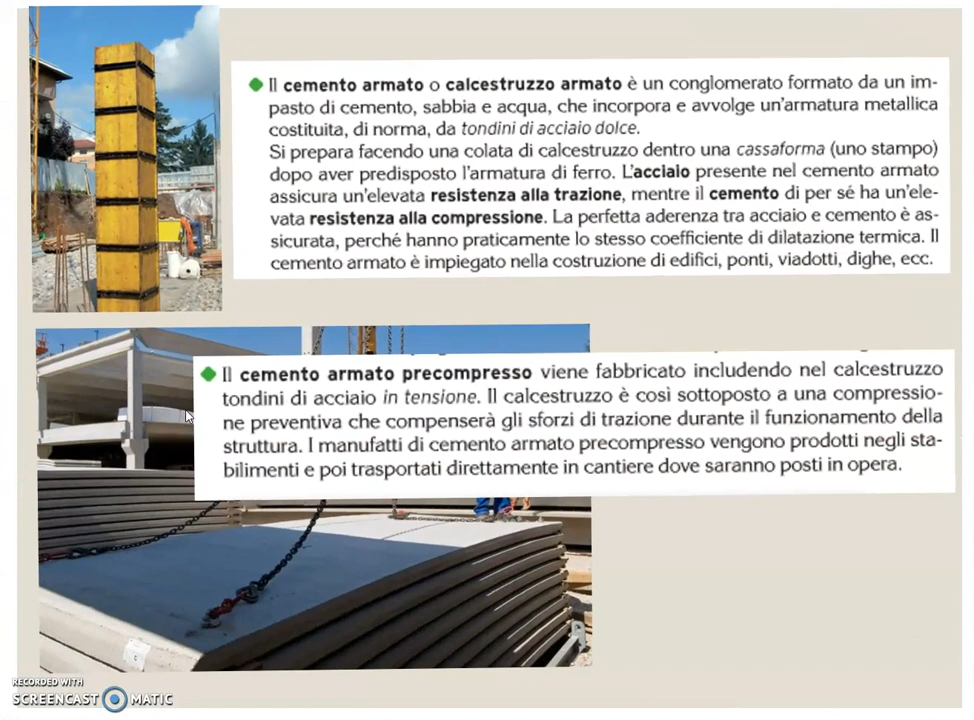 Il cemento armato o calcestruzzo armato è un conglomerato formato da un im-
pasto di cemento, sabbia e acqua, che incorpora e avvolge un'armatura metallica
costituita, di norma, da tondini di acciaio dolce.
Si prepara facendo una colata di calcestruzzo dentro una cassaforma (uno stampo)
dopo aver predisposto l'armatura di ferro. L'acciaio presente nel cemento armato
assicura un'elevata resistenza alla trazione, mentre il cemento di per sé ha un'ele-
vata resistenza alla compressione. La perfetta aderenza tra acciaio e cemento è as-
sicurata, perché hanno praticamente lo stesso coefficiente di dilatazione termica. Il
cemento armato è impiegato nella costruzione di edifici, ponti, viadotti, dighe, ecc.
Il cemento armato precompresso viene fabbricato includendo nel calcestruzzo
tondini di acciaio in tensione. Il calcestruzzo è così sottoposto a una compressio-
ne preventiva che compenserà gli sforzi di trazione durante il funzionamento della
struttura. I manufatti di cemento armato precompresso vengono prodotti negli sta-
bilimenti e poi trasportati direttamente in cantiere dove saranno posti in opera.
RECORDED WITH
SCREENCAST MATIC